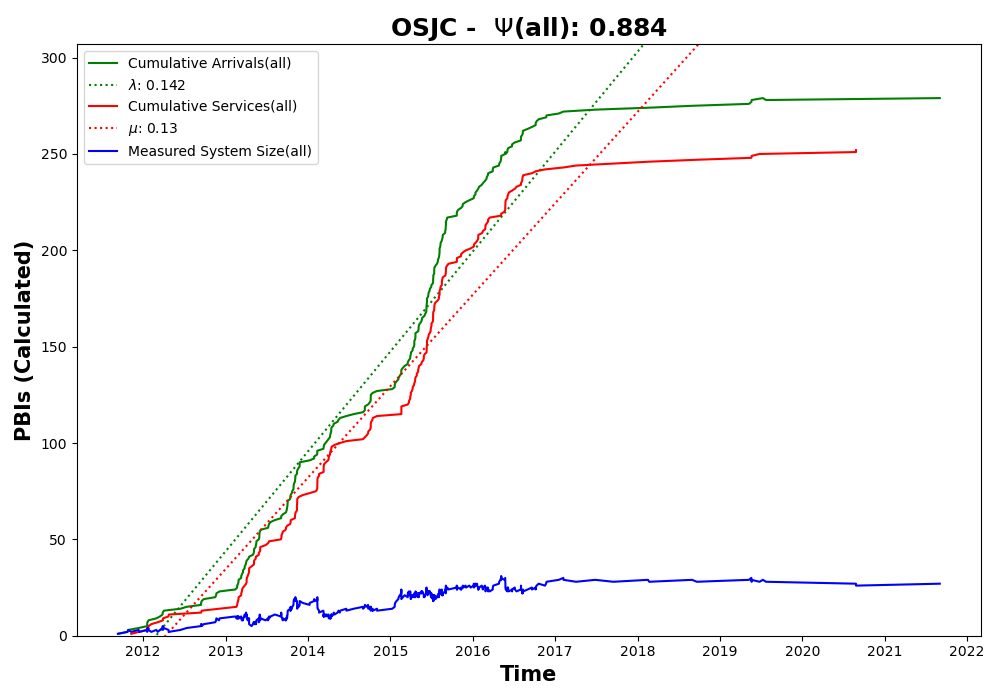 OSJC - Ψ(all): 0.884
Cumulative Arrivals(all)
λ: 0.142
Cumulative Services(all)
μ: 0.13
Measured System Size(all)
PBIs (Calculated)
300
250
200
150
100
50
0
2012 2013 2014 2015 2016 2017 2018 2019 2020 2021 2022
Time